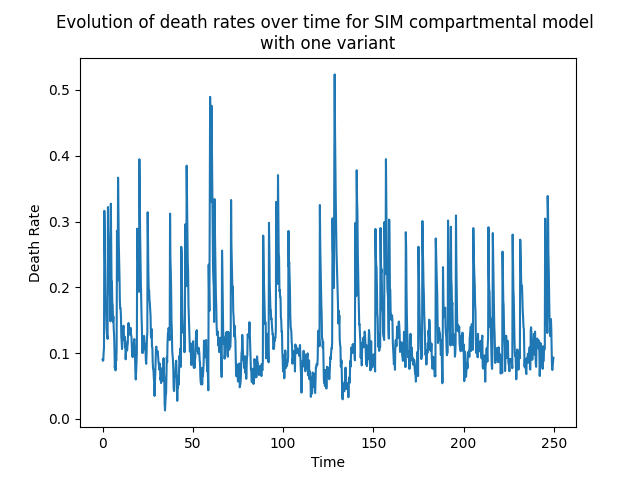 Evolution of death rates over time for SIM compartmental model
with one variant
0.5
0.4
0.3
0.2
0.1
0.0
Death Rate
0 50 100 150 200 250
Time